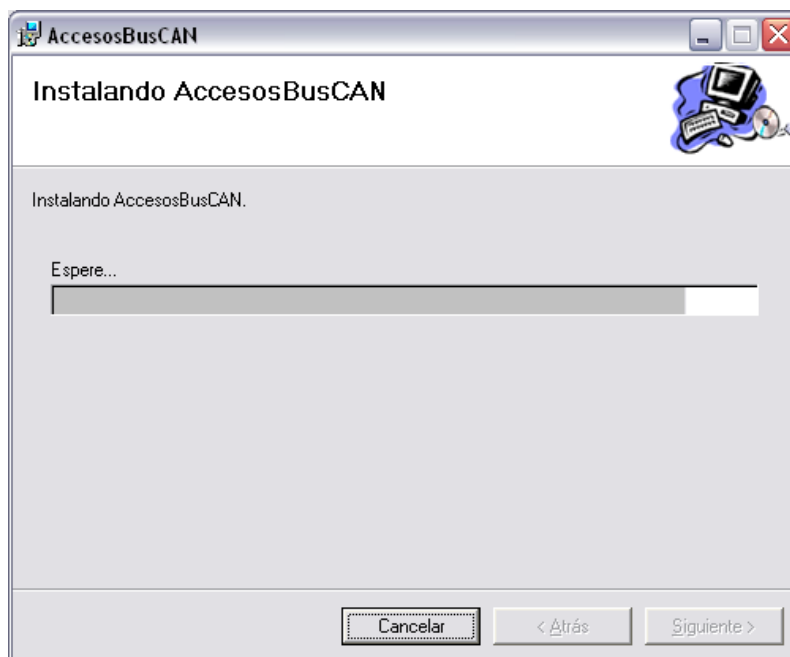 AccesosBusCAN
Instalando AccesosBusCAN
Instalando AccesosBusCAN.
Espere...
Cancelar
< Atrás
Siguiente >